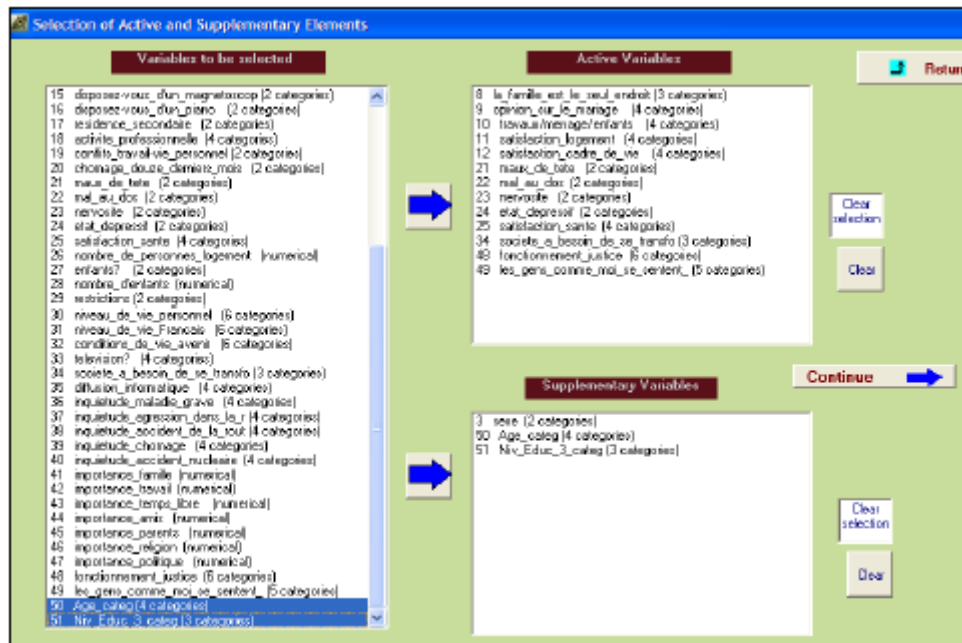 Selection of Active and Supplementary Elements
Variables to be selected
15 disposez-vous_d'un_magnetoscop (2 categories)
16 disposez-vous_d'un_piano (2 categories)
17 residence_secondaire (2 categories)
18 activite_professionnelle (4 categories)
19 conflits_travail-vie_personnel (2 categories)
20 chomage_douze_derniers_mois (2 categories)
21 maux_de_tete (2 categories)
22 mal_au_dos (2 categories)
23 nervosite (2 categories)
24 etat_depressif (2 categories)
25 satisfaction_sante (4 categories)
26 nombre_de_personnes_logement (numerical)
27 enfants? (2 categories)
28 nombre_d'enfants (numerical)
29 restrictions (2 categories)
30 niveau_de_vie_personnel (6 categories)
31 niveau_de_vie_Francais (6 categories)
32 conditions_de_vie_avenir (6 categories)
33 television? (4 categories)
34 societe_a_besoin_de_se_transfo (3 categories)
35 diffusion_informatique (4 categories)
36 inquietude_maladie_grave (4 categories)
37 inquietude_agression_dans_la_r (4 categories)
38 inquietude_accident_de_la_rout (4 categories)
39 inquietude_chomage (4 categories)
40 inquietude_accident_nucleaire (4 categories)
41 importance_famille (numerical)
42 importance_travail (numerical)
43 importance_temps_libre (numerical)
44 importance_amis (numerical)
45 importance_parents (numerical)
46 importance_religion (numerical)
47 importance_politique (numerical)
48 fonctionnement_justice (6 categories)
49 les_gens_comme_moi_se_sentent_ (5 categories)
50 Age_categ (4 categories)
51 Niv_Educ_3_categ (3 categories)
Active Variables
8 la_famille_est_le_seul_endroit (3 categories)
9 opinion_sur_le_mariage (4 categories)
10 travaux/menage/enfants (4 categories)
11 satisfaction_logement (4 categories)
12 satisfaction_cadre_de_vie (4 categories)
21 maux_de_tete (2 categories)
22 mal_au_dos (2 categories)
23 nervosite (2 categories)
24 etat_depressif (2 categories)
25 satisfaction_sante (4 categories)
34 societe_a_besoin_de_se_transfo (3 categories)
48 fonctionnement_justice (6 categories)
49 les_gens_comme_moi_se_sentent_ (5 categories)
Return
Clear
selection
Clear
Continue
Supplementary Variables
3 sexe (2 categories)
50 Age_categ (4 categories)
51 Niv_Educ_3_categ (3 categories)
Clear
selection
Clear